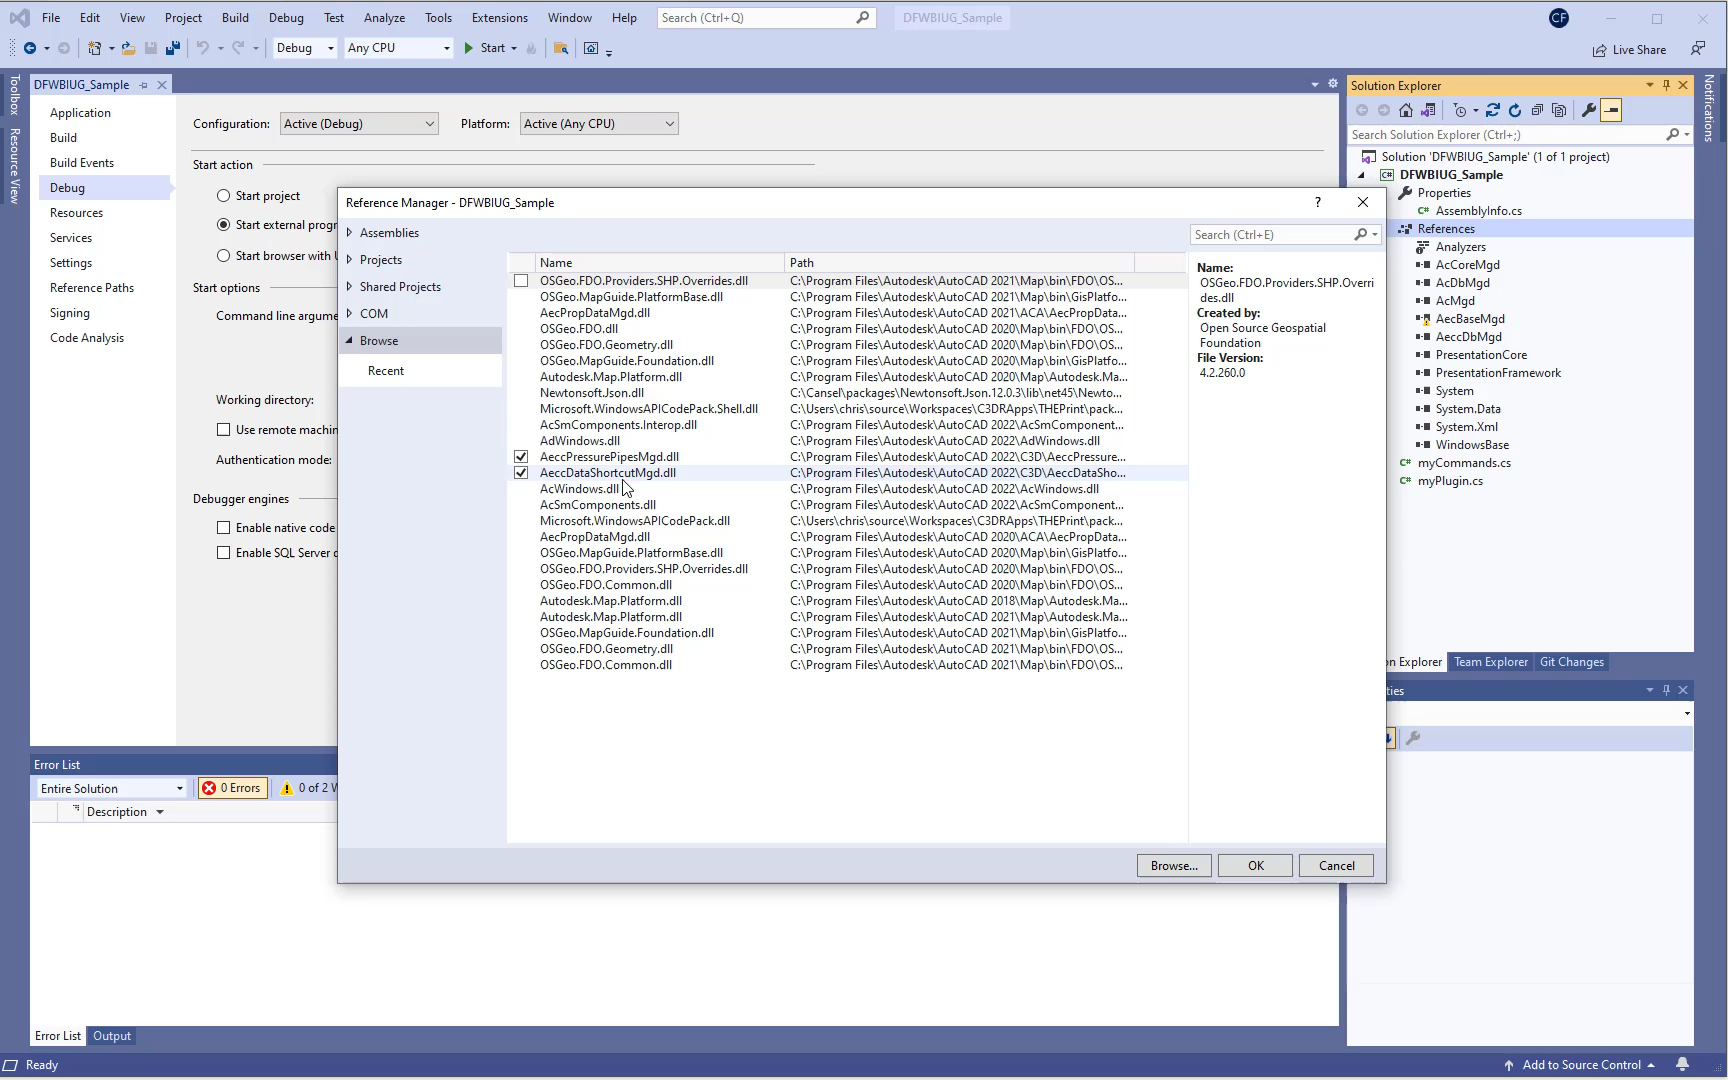 File Edit View Project Build Debug Test Analyze Tools Extensions Window Help Search (Ctrl+Q) DFWBIUG_Sample CF
Debug Any CPU Start Live Share
Toolbox
Resource View
Notifications
DFWBIUG_Sample
Application
Build
Build Events
Debug
Resources
Services
Settings
Reference Paths
Signing
Code Analysis
Configuration: Active (Debug) Platform: Active (Any CPU)
Start action
Start project
Start external progr
Start browser with U
Start options
Command line argume
Working directory:
Use remote machin
Authentication mode:
Debugger engines
Enable native code
Enable SQL Server d
Reference Manager - DFWBIUG_Sample ?
Assemblies
Projects
Shared Projects
COM
Browse
Recent
Search (Ctrl+E)
Name Path
OSGeo.FDO.Providers.SHP.Overrides.dll C:\Program Files\Autodesk\AutoCAD 2021\Map\bin\FDO\OS...
OSGeo.MapGuide.PlatformBase.dll C:\Program Files\Autodesk\AutoCAD 2021\Map\bin\GisPlatfo...
AecPropDataMgd.dll C:\Program Files\Autodesk\AutoCAD 2021\ACA\AecPropData...
OSGeo.FDO.dll C:\Program Files\Autodesk\AutoCAD 2020\Map\bin\FDO\OS...
OSGeo.FDO.Geometry.dll C:\Program Files\Autodesk\AutoCAD 2020\Map\bin\FDO\OS...
OSGeo.MapGuide.Foundation.dll C:\Program Files\Autodesk\AutoCAD 2020\Map\bin\GisPlatfo...
Autodesk.Map.Platform.dll C:\Program Files\Autodesk\AutoCAD 2020\Map\Autodesk.Ma...
Newtonsoft.Json.dll C:\Cansel\packages\Newtonsoft.Json.12.0.3\lib\net45\Newto...
Microsoft.WindowsAPICodePack.Shell.dll C:\Users\chris\source\Workspaces\C3DRApps\THEPrint\pack...
AcSmComponents.Interop.dll C:\Program Files\Autodesk\AutoCAD 2022\AcSmComponent...
AdWindows.dll C:\Program Files\Autodesk\AutoCAD 2022\AdWindows.dll
AeccPressurePipesMgd.dll C:\Program Files\Autodesk\AutoCAD 2022\C3D\AeccPressure...
AeccDataShortcutMgd.dll C:\Program Files\Autodesk\AutoCAD 2022\C3D\AeccDataSho...
AcWindows.dll C:\Program Files\Autodesk\AutoCAD 2022\AcWindows.dll
AcSmComponents.dll C:\Program Files\Autodesk\AutoCAD 2022\AcSmComponent...
Microsoft.WindowsAPICodePack.dll C:\Users\chris\source\Workspaces\C3DRApps\THEPrint\pack...
AecPropDataMgd.dll C:\Program Files\Autodesk\AutoCAD 2020\ACA\AecPropData...
OSGeo.MapGuide.PlatformBase.dll C:\Program Files\Autodesk\AutoCAD 2020\Map\bin\GisPlatfo...
OSGeo.FDO.Providers.SHP.Overrides.dll C:\Program Files\Autodesk\AutoCAD 2020\Map\bin\FDO\OS...
OSGeo.FDO.Common.dll C:\Program Files\Autodesk\AutoCAD 2020\Map\bin\FDO\OS...
Autodesk.Map.Platform.dll C:\Program Files\Autodesk\AutoCAD 2018\Map\Autodesk.Ma...
Autodesk.Map.Platform.dll C:\Program Files\Autodesk\AutoCAD 2021\Map\Autodesk.Ma...
OSGeo.MapGuide.Foundation.dll C:\Program Files\Autodesk\AutoCAD 2021\Map\bin\GisPlatfo...
OSGeo.FDO.Geometry.dll C:\Program Files\Autodesk\AutoCAD 2021\Map\bin\FDO\OS...
OSGeo.FDO.Common.dll C:\Program Files\Autodesk\AutoCAD 2021\Map\bin\FDO\OS...
Name:
OSGeo.FDO.Providers.SHP.Overri
des.dll
Created by:
Open Source Geospatial
Foundation
File Version:
4.2.260.0
Browse... OK Cancel
Solution Explorer
Search Solution Explorer (Ctrl+;)
Solution 'DFWBIUG_Sample' (1 of 1 project)
C# DFWBIUG_Sample
Properties
C# AssemblyInfo.cs
References
Analyzers
AcCoreMgd
AcDbMgd
AcMgd
AecBaseMgd
AeccDbMgd
PresentationCore
PresentationFramework
System
System.Data
System.Xml
WindowsBase
C# myCommands.cs
C# myPlugin.cs
on Explorer Team Explorer Git Changes
ties
Error List
Entire Solution 0 Errors 0 of 2 W
Description
Error List Output
Ready Add to Source Control